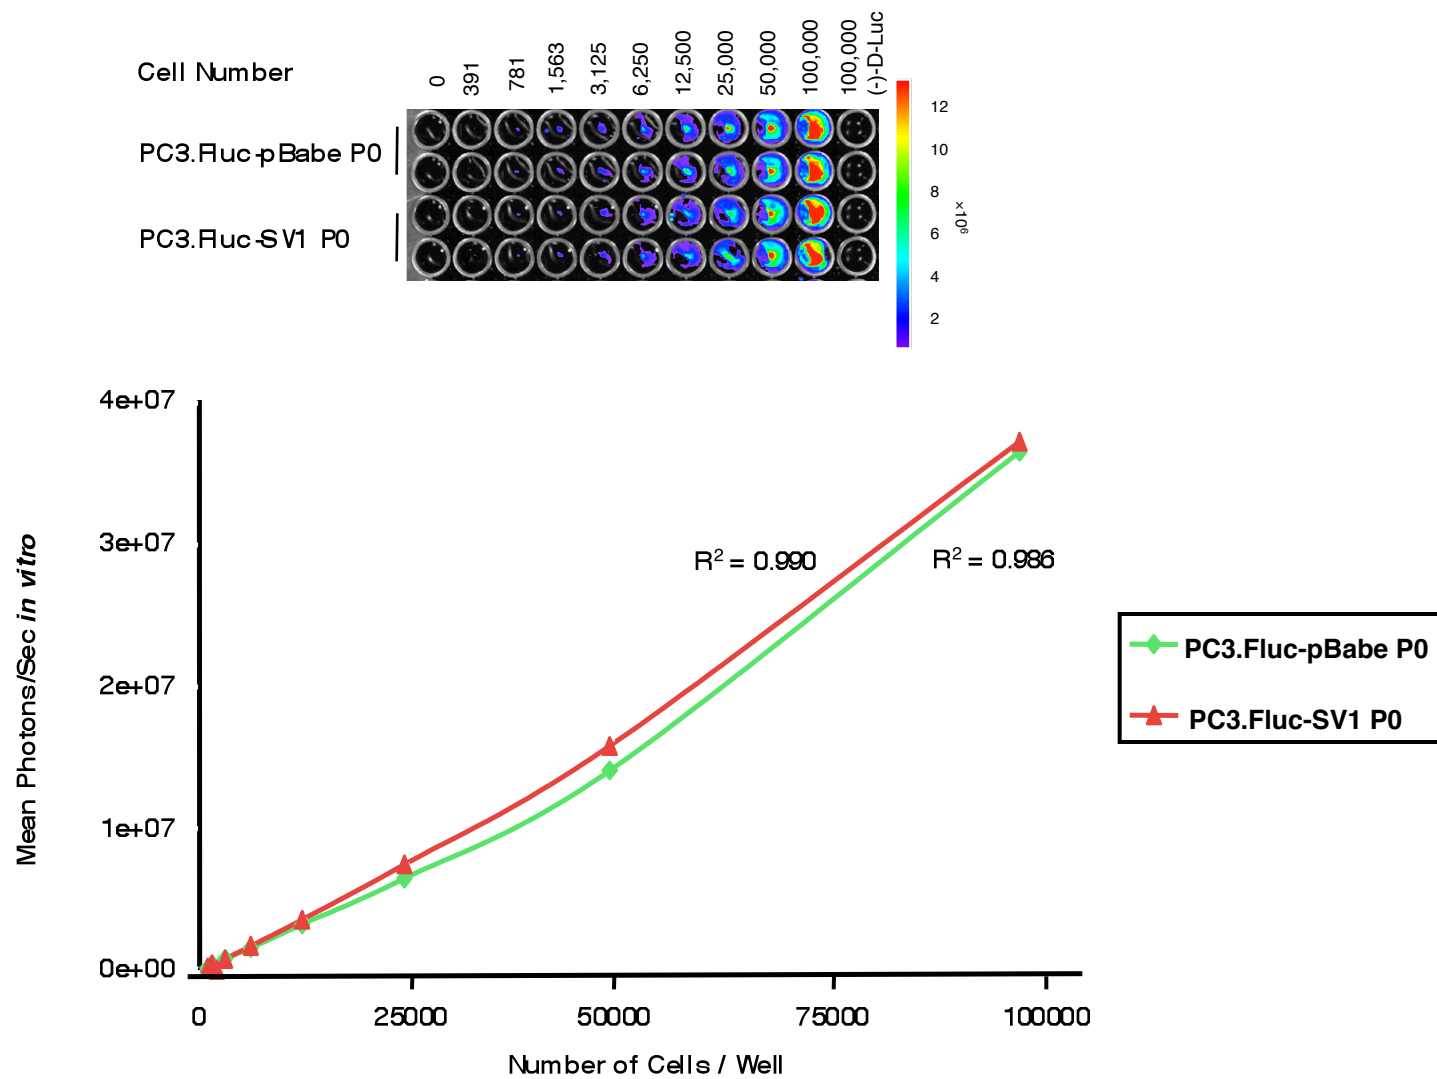 Cell Number
0 391 781 1,563 3,125 6,250 12,500 25,000 50,000 100,000 100,000
(-)-D-Luc
PC3.Fluc-pBabe P0
PC3.Fluc-SV1 P0
12
10
8
6
4
2
×10⁶
4e+07
3e+07
2e+07
1e+07
0e+00
Mean Photons/Sec in vitro
R² = 0.990
R² = 0.986
PC3.Fluc-pBabe P0
PC3.Fluc-SV1 P0
0 25000 50000 75000 100000
Number of Cells / Well